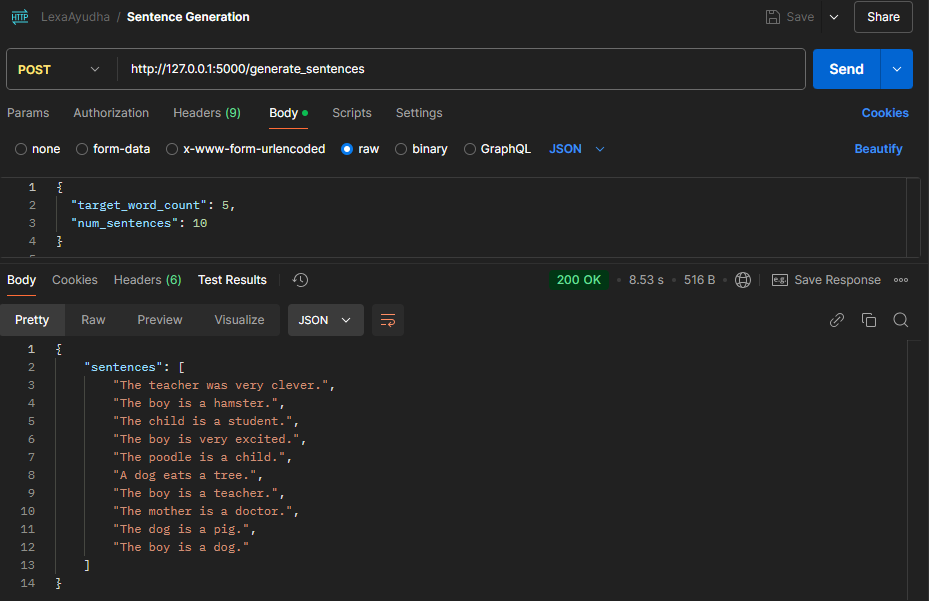 HTTP LexaAyudha / Sentence Generation Save Share
POST http://127.0.0.1:5000/generate_sentences Send
Params Authorization Headers (9) Body Scripts Settings Cookies
none form-data x-www-form-urlencoded raw binary GraphQL JSON Beautify
1 {
2 "target_word_count": 5,
3 "num_sentences": 10
4 }
Body Cookies Headers (6) Test Results 200 OK 8.53 s 516 B e.g. Save Response
Pretty Raw Preview Visualize JSON
1 {
2 "sentences": [
3 "The teacher was very clever.",
4 "The boy is a hamster.",
5 "The child is a student.",
6 "The boy is very excited.",
7 "The poodle is a child.",
8 "A dog eats a tree.",
9 "The boy is a teacher.",
10 "The mother is a doctor.",
11 "The dog is a pig.",
12 "The boy is a dog."
13 ]
14 }